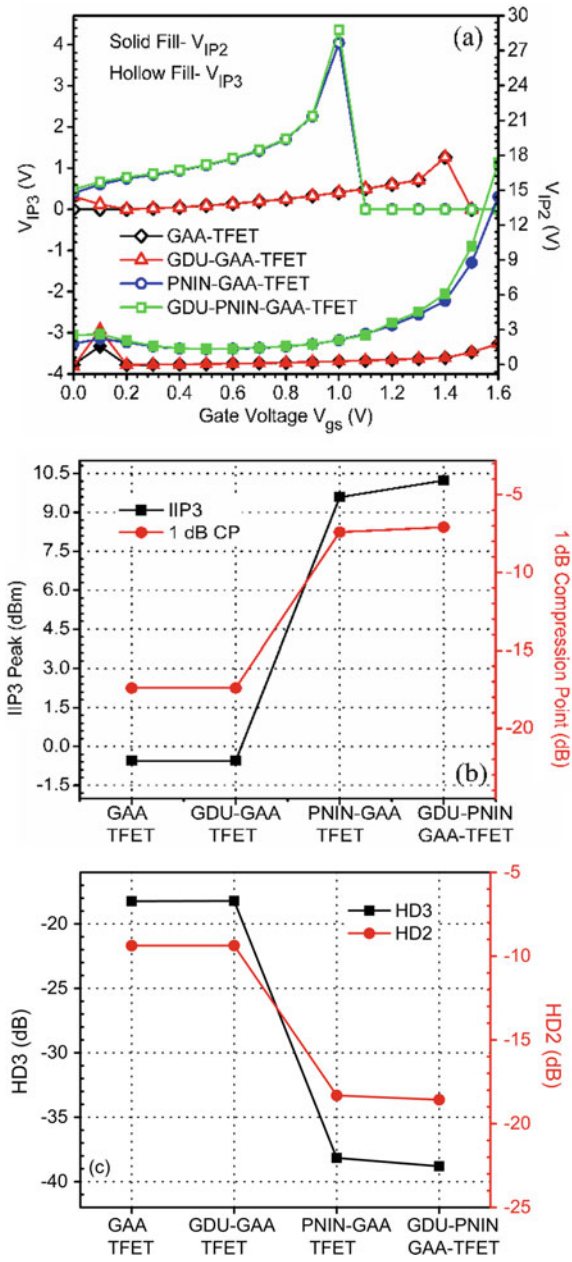 (a)
Solid Fill- VIP2
Hollow Fill- VIP3
GAA-TFET
GDU-GAA-TFET
PNIN-GAA-TFET
GDU-PNIN-GAA-TFET
VIP3 (V)
4
3
2
1
0
-1
-2
-3
-4
VIP2 (V)
30
27
24
21
18
15
12
9
6
3
0
0.0 0.2 0.4 0.6 0.8 1.0 1.2 1.4 1.6
Gate Voltage Vgs (V)
IIP3
1 dB CP
IIP3 Peak (dBm)
10.5
9.0
7.5
6.0
4.5
3.0
1.5
0.0
-1.5
1 dB Compression Point (dB)
-5
-10
-15
-20
(b)
GAA TFET
GDU-GAA TFET
PNIN-GAA TFET
GDU-PNIN GAA-TFET
HD3
HD2
HD3 (dB)
-20
-25
-30
-35
-40
HD2 (dB)
-5
-10
-15
-20
-25
(c)
GAA TFET
GDU-GAA TFET
PNIN-GAA TFET
GDU-PNIN GAA-TFET